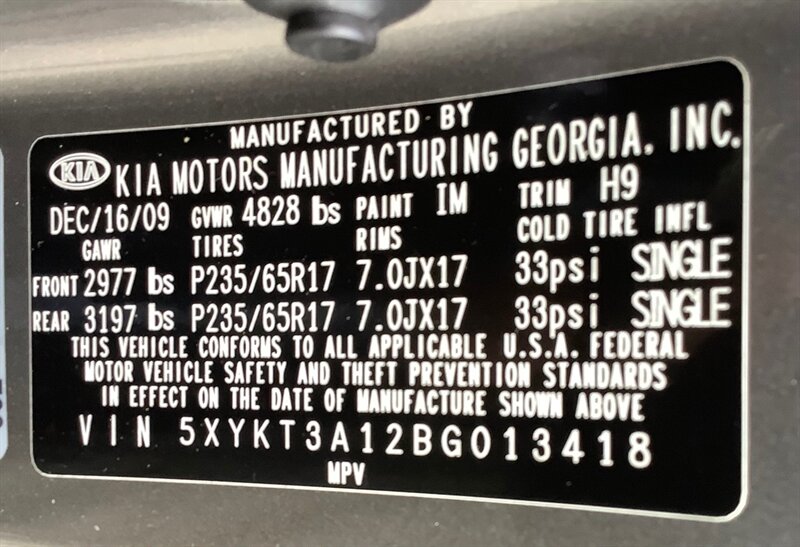 MANUFACTURED BY
KIA KIA MOTORS MANUFACTURING GEORGIA, INC.
DEC/16/09 GVWR 4828 lbs PAINT IM TRIM H9
GAWR TIRES RIMS COLD TIRE INFL
FRONT 2977 lbs P235/65R17 7.0JX17 33psi SINGLE
REAR 3197 lbs P235/65R17 7.0JX17 33psi SINGLE
THIS VEHICLE CONFORMS TO ALL APPLICABLE U.S.A. FEDERAL
MOTOR VEHICLE SAFETY AND THEFT PREVENTION STANDARDS
IN EFFECT ON THE DATE OF MANUFACTURE SHOWN ABOVE
VIN 5XYKT3A12BG013418
MPV